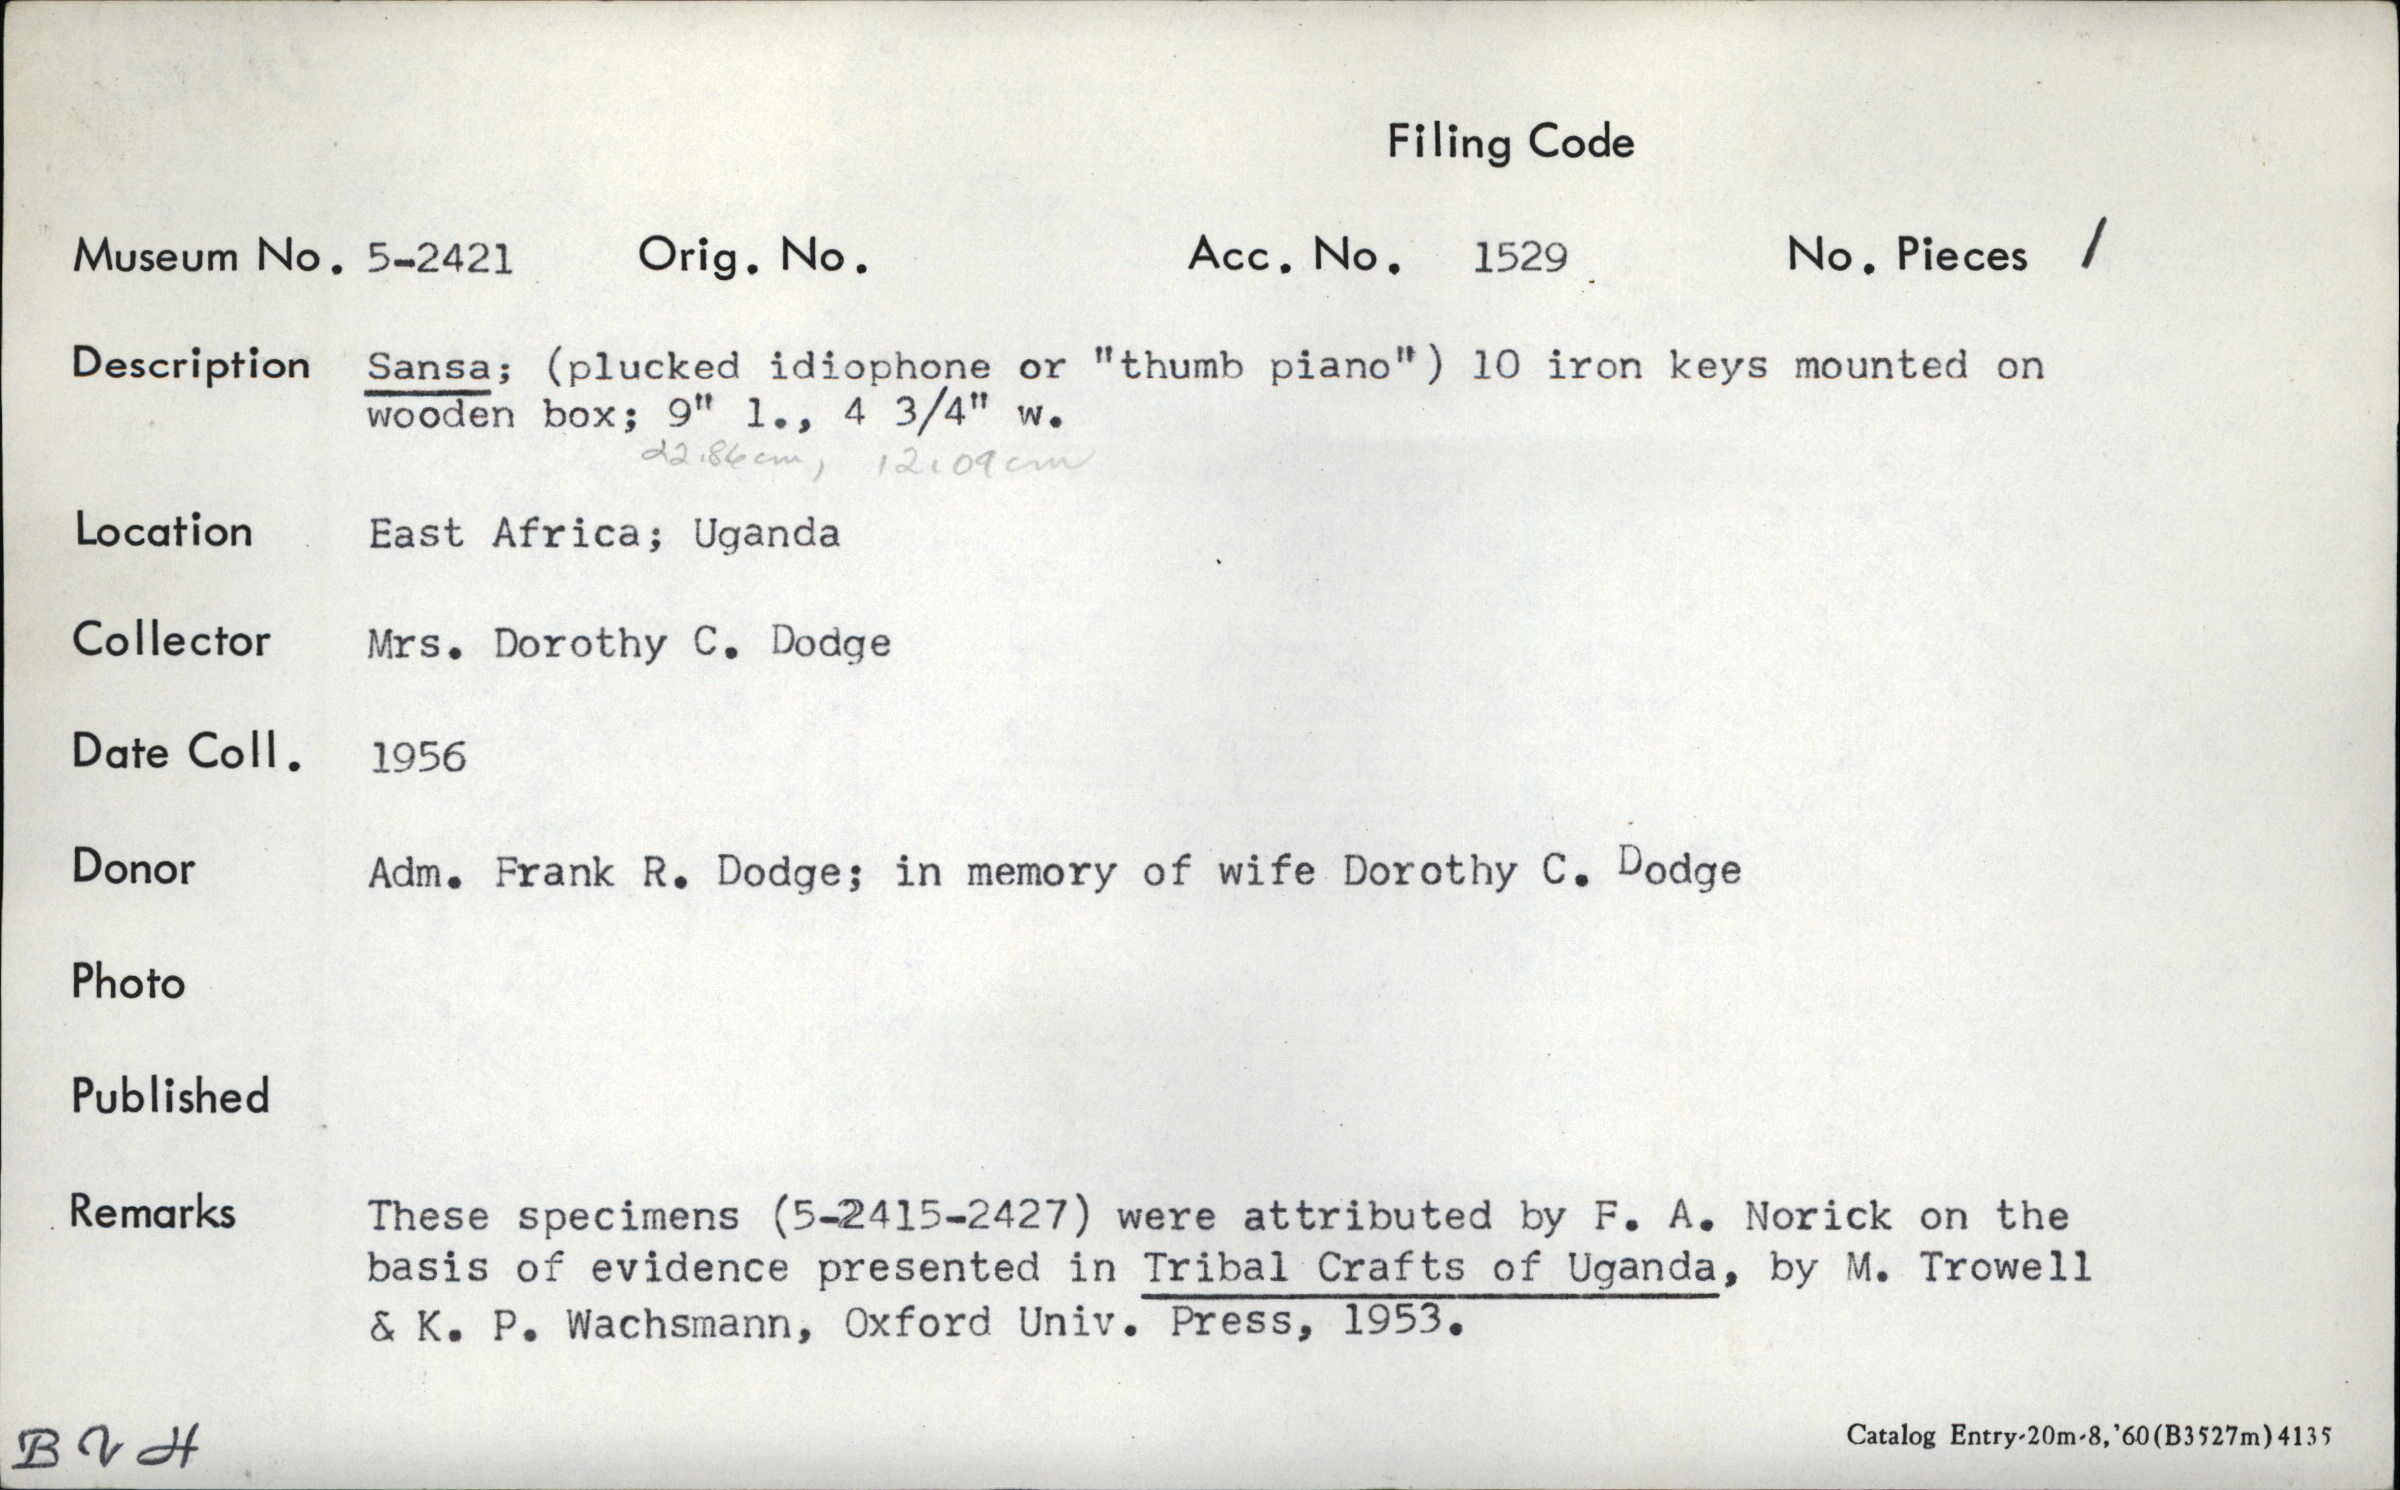 Filing Code
Museum No. 5-2421 Orig. No. Acc. No. 1529 No. Pieces /
Description Sansa; (plucked idiophone or "thumb piano") 10 iron keys mounted on
wooden box; 9" l., 4 3/4" w.
22.86cm, 12.09cm
Location East Africa; Uganda
Collector Mrs. Dorothy C. Dodge
Date Coll. 1956
Donor Adm. Frank R. Dodge; in memory of wife Dorothy C. Dodge
Photo
Published
Remarks These specimens (5-2415-2427) were attributed by F. A. Norick on the
basis of evidence presented in Tribal Crafts of Uganda, by M. Trowell
& K. P. Wachsmann, Oxford Univ. Press, 1953.
B V H
Catalog Entry-20m-8,'60(B3527m)4135